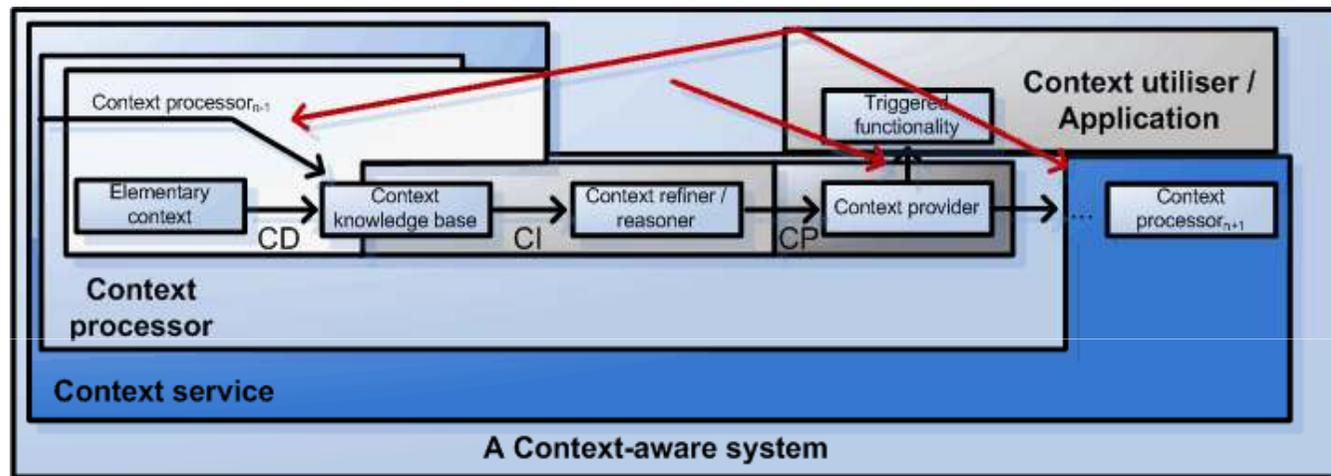 Context processorn-1
Context utiliser /
Application
Triggered
functionality
Elementary
context
CD
Context
knowledge base
CI
Context refiner /
reasoner
CP
Context provider
...
Context
processorn+1
Context
processor
Context service
A Context-aware system